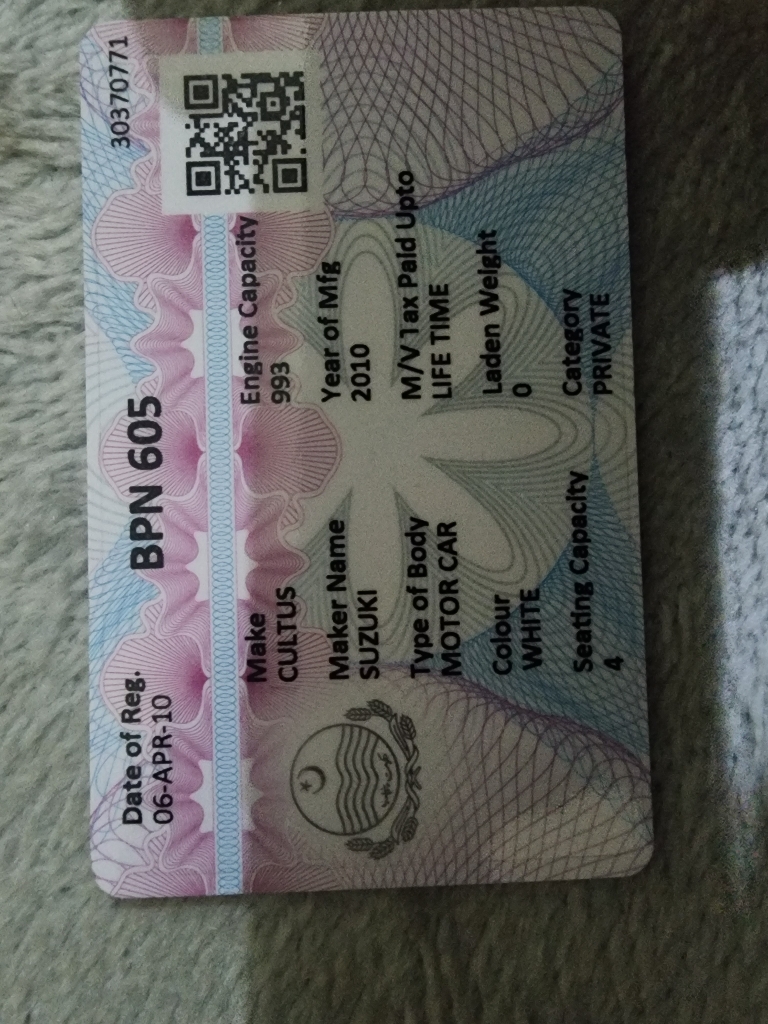 30370771
Date of Reg.
06-APR-10
BPN 605
Make
CULTUS
Engine Capacity
993
Maker Name
SUZUKI
Year of Mfg
2010
Type of Body
MOTOR CAR
M/V Tax Paid Upto
LIFE TIME
Colour
WHITE
Laden Weight
0
Seating Capacity
4
Category
PRIVATE